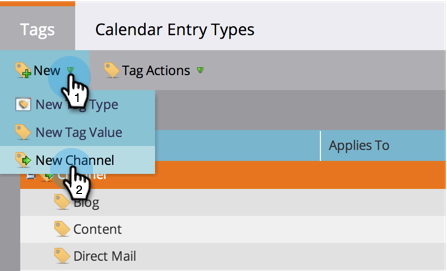 Tags Calendar Entry Types
New Tag Actions
1
New Tag Type
New Tag Value
Applies To
New Channel
2
Channel
Blog
Content
Direct Mail